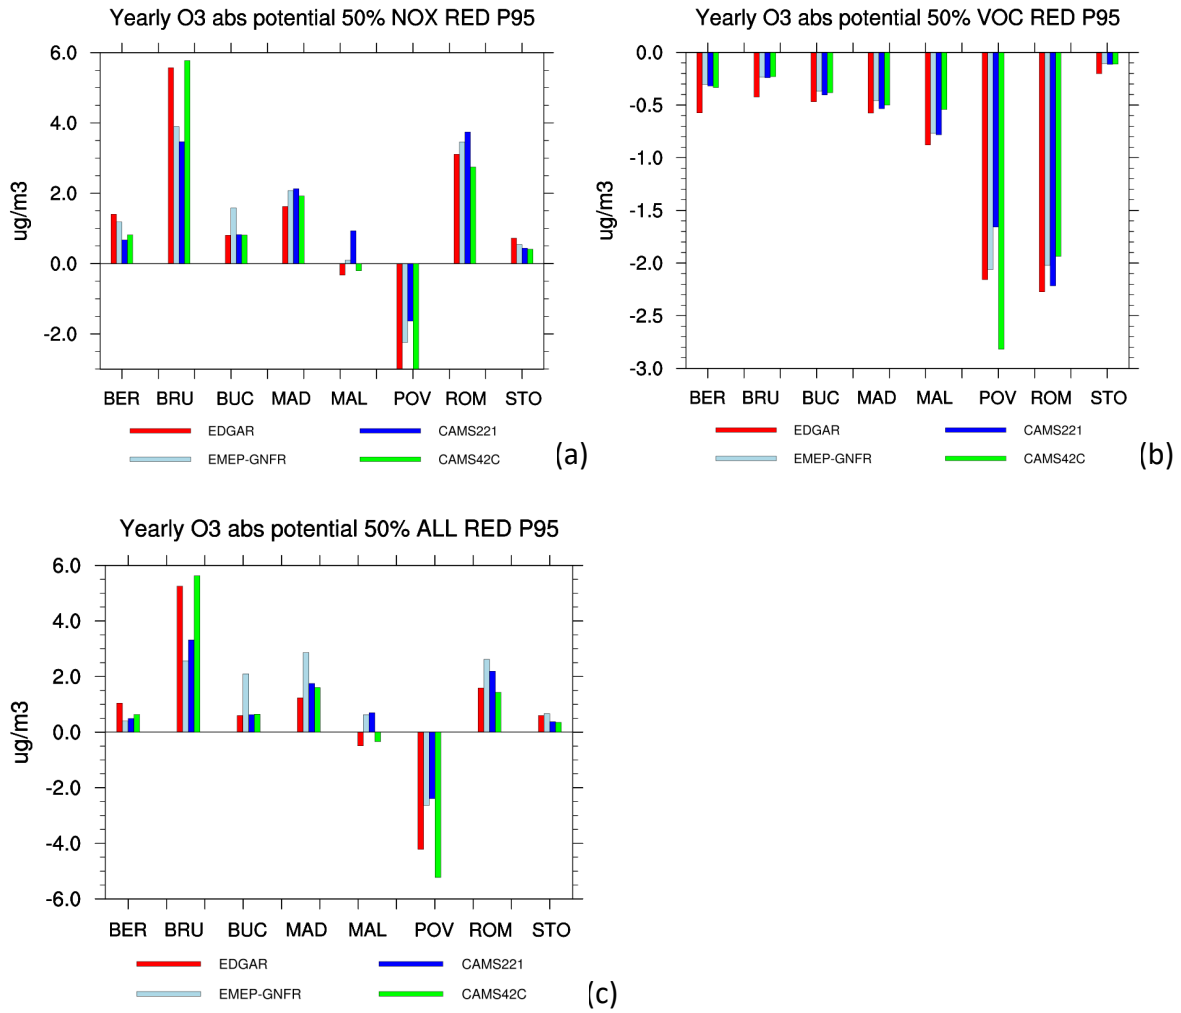 Yearly O3 abs potential 50% NOX RED P95
6.0
4.0
2.0
0.0
-2.0
ug/m3
BER BRU BUC MAD MAL POV ROM STO
EDGAR CAMS221
EMEP-GNFR CAMS42C
(a)
Yearly O3 abs potential 50% VOC RED P95
0.0
-0.5
-1.0
-1.5
-2.0
-2.5
-3.0
ug/m3
BER BRU BUC MAD MAL POV ROM STO
EDGAR CAMS221
EMEP-GNFR CAMS42C
(b)
Yearly O3 abs potential 50% ALL RED P95
6.0
4.0
2.0
0.0
-2.0
-4.0
-6.0
ug/m3
BER BRU BUC MAD MAL POV ROM STO
EDGAR CAMS221
EMEP-GNFR CAMS42C
(c)